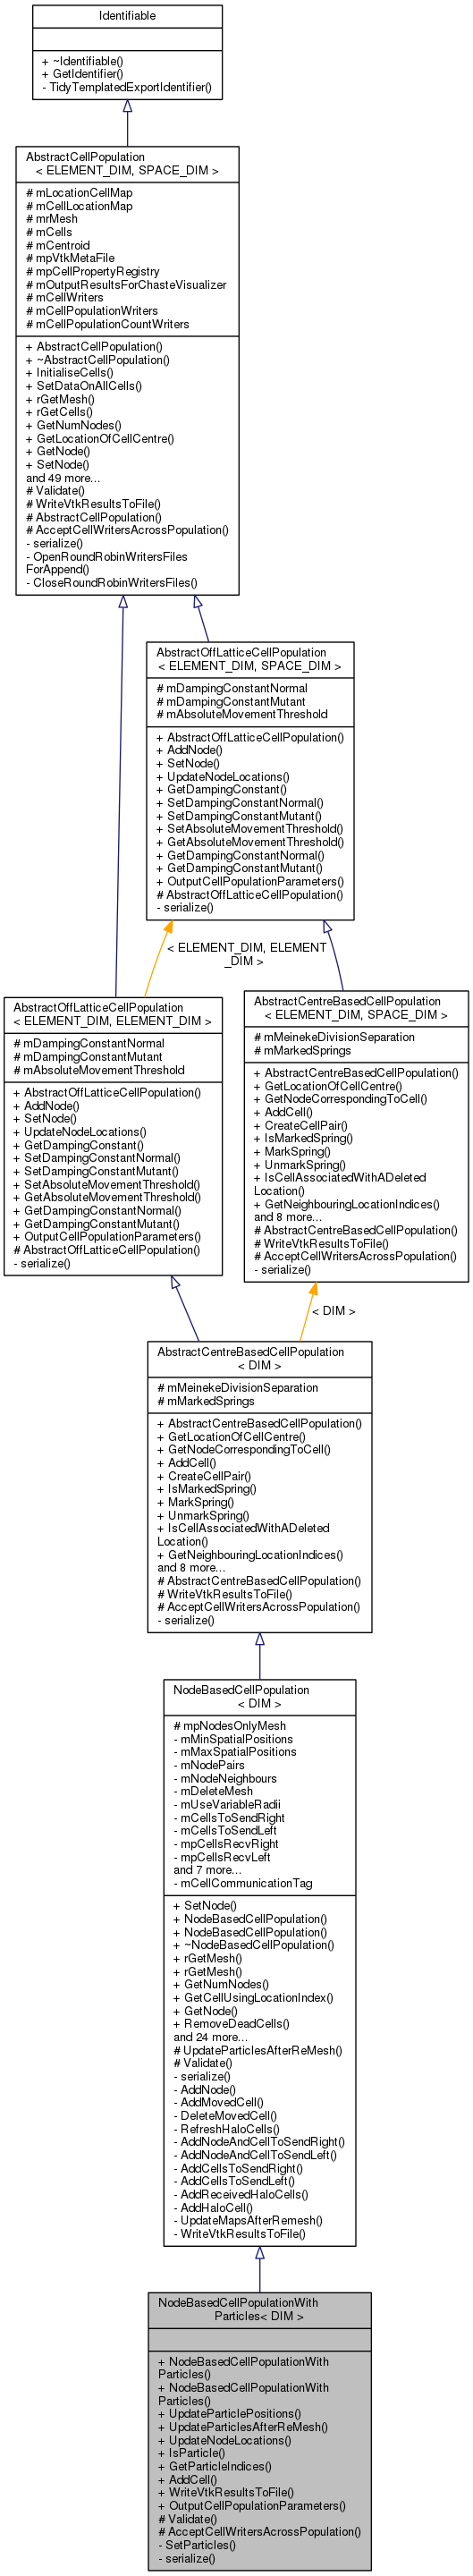 Identifiable
+ ~Identifiable()
+ GetIdentifier()
- TidyTemplatedExportIdentifier()
AbstractCellPopulation
< ELEMENT_DIM, SPACE_DIM >
# mLocationCellMap
# mCellLocationMap
# mrMesh
# mCells
# mCentroid
# mpVtkMetaFile
# mpCellPropertyRegistry
# mOutputResultsForChasteVisualizer
# mCellWriters
# mCellPopulationWriters
# mCellPopulationCountWriters
+ AbstractCellPopulation()
+ ~AbstractCellPopulation()
+ InitialiseCells()
+ SetDataOnAllCells()
+ rGetMesh()
+ rGetCells()
+ GetNumNodes()
+ GetLocationOfCellCentre()
+ GetNode()
+ SetNode()
and 49 more...
# Validate()
# WriteVtkResultsToFile()
# AbstractCellPopulation()
# AcceptCellWritersAcrossPopulation()
- serialize()
- OpenRoundRobinWritersFiles
ForAppend()
- CloseRoundRobinWritersFiles()
AbstractOffLatticeCellPopulation
< ELEMENT_DIM, SPACE_DIM >
# mDampingConstantNormal
# mDampingConstantMutant
# mAbsoluteMovementThreshold
+ AbstractOffLatticeCellPopulation()
+ AddNode()
+ SetNode()
+ UpdateNodeLocations()
+ GetDampingConstant()
+ SetDampingConstantNormal()
+ SetDampingConstantMutant()
+ SetAbsoluteMovementThreshold()
+ GetAbsoluteMovementThreshold()
+ GetDampingConstantNormal()
+ GetDampingConstantMutant()
+ OutputCellPopulationParameters()
# AbstractOffLatticeCellPopulation()
- serialize()
< ELEMENT_DIM, ELEMENT
_DIM >
AbstractOffLatticeCellPopulation
< ELEMENT_DIM, ELEMENT_DIM >
# mDampingConstantNormal
# mDampingConstantMutant
# mAbsoluteMovementThreshold
+ AbstractOffLatticeCellPopulation()
+ AddNode()
+ SetNode()
+ UpdateNodeLocations()
+ GetDampingConstant()
+ SetDampingConstantNormal()
+ SetDampingConstantMutant()
+ SetAbsoluteMovementThreshold()
+ GetAbsoluteMovementThreshold()
+ GetDampingConstantNormal()
+ GetDampingConstantMutant()
+ OutputCellPopulationParameters()
# AbstractOffLatticeCellPopulation()
- serialize()
AbstractCentreBasedCellPopulation
< ELEMENT_DIM, SPACE_DIM >
# mMeinekeDivisionSeparation
# mMarkedSprings
+ AbstractCentreBasedCellPopulation()
+ GetLocationOfCellCentre()
+ GetNodeCorrespondingToCell()
+ AddCell()
+ CreateCellPair()
+ IsMarkedSpring()
+ MarkSpring()
+ UnmarkSpring()
+ IsCellAssociatedWithADeleted
Location()
+ GetNeighbouringLocationIndices()
and 8 more...
# AbstractCentreBasedCellPopulation()
# WriteVtkResultsToFile()
# AcceptCellWritersAcrossPopulation()
- serialize()
< DIM >
AbstractCentreBasedCellPopulation
< DIM >
# mMeinekeDivisionSeparation
# mMarkedSprings
+ AbstractCentreBasedCellPopulation()
+ GetLocationOfCellCentre()
+ GetNodeCorrespondingToCell()
+ AddCell()
+ CreateCellPair()
+ IsMarkedSpring()
+ MarkSpring()
+ UnmarkSpring()
+ IsCellAssociatedWithADeleted
Location()
+ GetNeighbouringLocationIndices()
and 8 more...
# AbstractCentreBasedCellPopulation()
# WriteVtkResultsToFile()
# AcceptCellWritersAcrossPopulation()
- serialize()
NodeBasedCellPopulation
< DIM >
# mpNodesOnlyMesh
- mMinSpatialPositions
- mMaxSpatialPositions
- mNodePairs
- mNodeNeighbours
- mDeleteMesh
- mUseVariableRadii
- mCellsToSendRight
- mCellsToSendLeft
- mpCellsRecvRight
- mpCellsRecvLeft
and 7 more...
- mCellCommunicationTag
+ SetNode()
+ NodeBasedCellPopulation()
+ NodeBasedCellPopulation()
+ ~NodeBasedCellPopulation()
+ rGetMesh()
+ rGetMesh()
+ GetNumNodes()
+ GetCellUsingLocationIndex()
+ GetNode()
+ RemoveDeadCells()
and 24 more...
# UpdateParticlesAfterReMesh()
# Validate()
- serialize()
- AddNode()
- AddMovedCell()
- DeleteMovedCell()
- RefreshHaloCells()
- AddNodeAndCellToSendRight()
- AddNodeAndCellToSendLeft()
- AddCellsToSendRight()
- AddCellsToSendLeft()
- AddReceivedHaloCells()
- AddHaloCell()
- UpdateMapsAfterRemesh()
- WriteVtkResultsToFile()
NodeBasedCellPopulationWith
Particles< DIM >
+ NodeBasedCellPopulationWith
Particles()
+ NodeBasedCellPopulationWith
Particles()
+ UpdateParticlePositions()
+ UpdateParticlesAfterReMesh()
+ UpdateNodeLocations()
+ IsParticle()
+ GetParticleIndices()
+ AddCell()
+ WriteVtkResultsToFile()
+ OutputCellPopulationParameters()
# Validate()
# AcceptCellWritersAcrossPopulation()
- SetParticles()
- serialize()